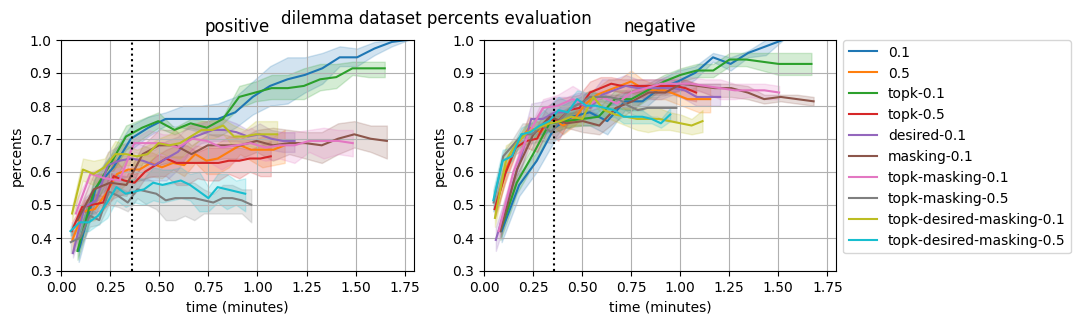 dilemma dataset percents evaluation
positive
negative
percents
1.0
0.9
0.8
0.7
0.6
0.5
0.4
0.3
0.00 0.25 0.50 0.75 1.00 1.25 1.50 1.75
time (minutes)
percents
1.0
0.9
0.8
0.7
0.6
0.5
0.4
0.3
0.00 0.25 0.50 0.75 1.00 1.25 1.50 1.75
time (minutes)
0.1
0.5
topk-0.1
topk-0.5
desired-0.1
masking-0.1
topk-masking-0.1
topk-masking-0.5
topk-desired-masking-0.1
topk-desired-masking-0.5